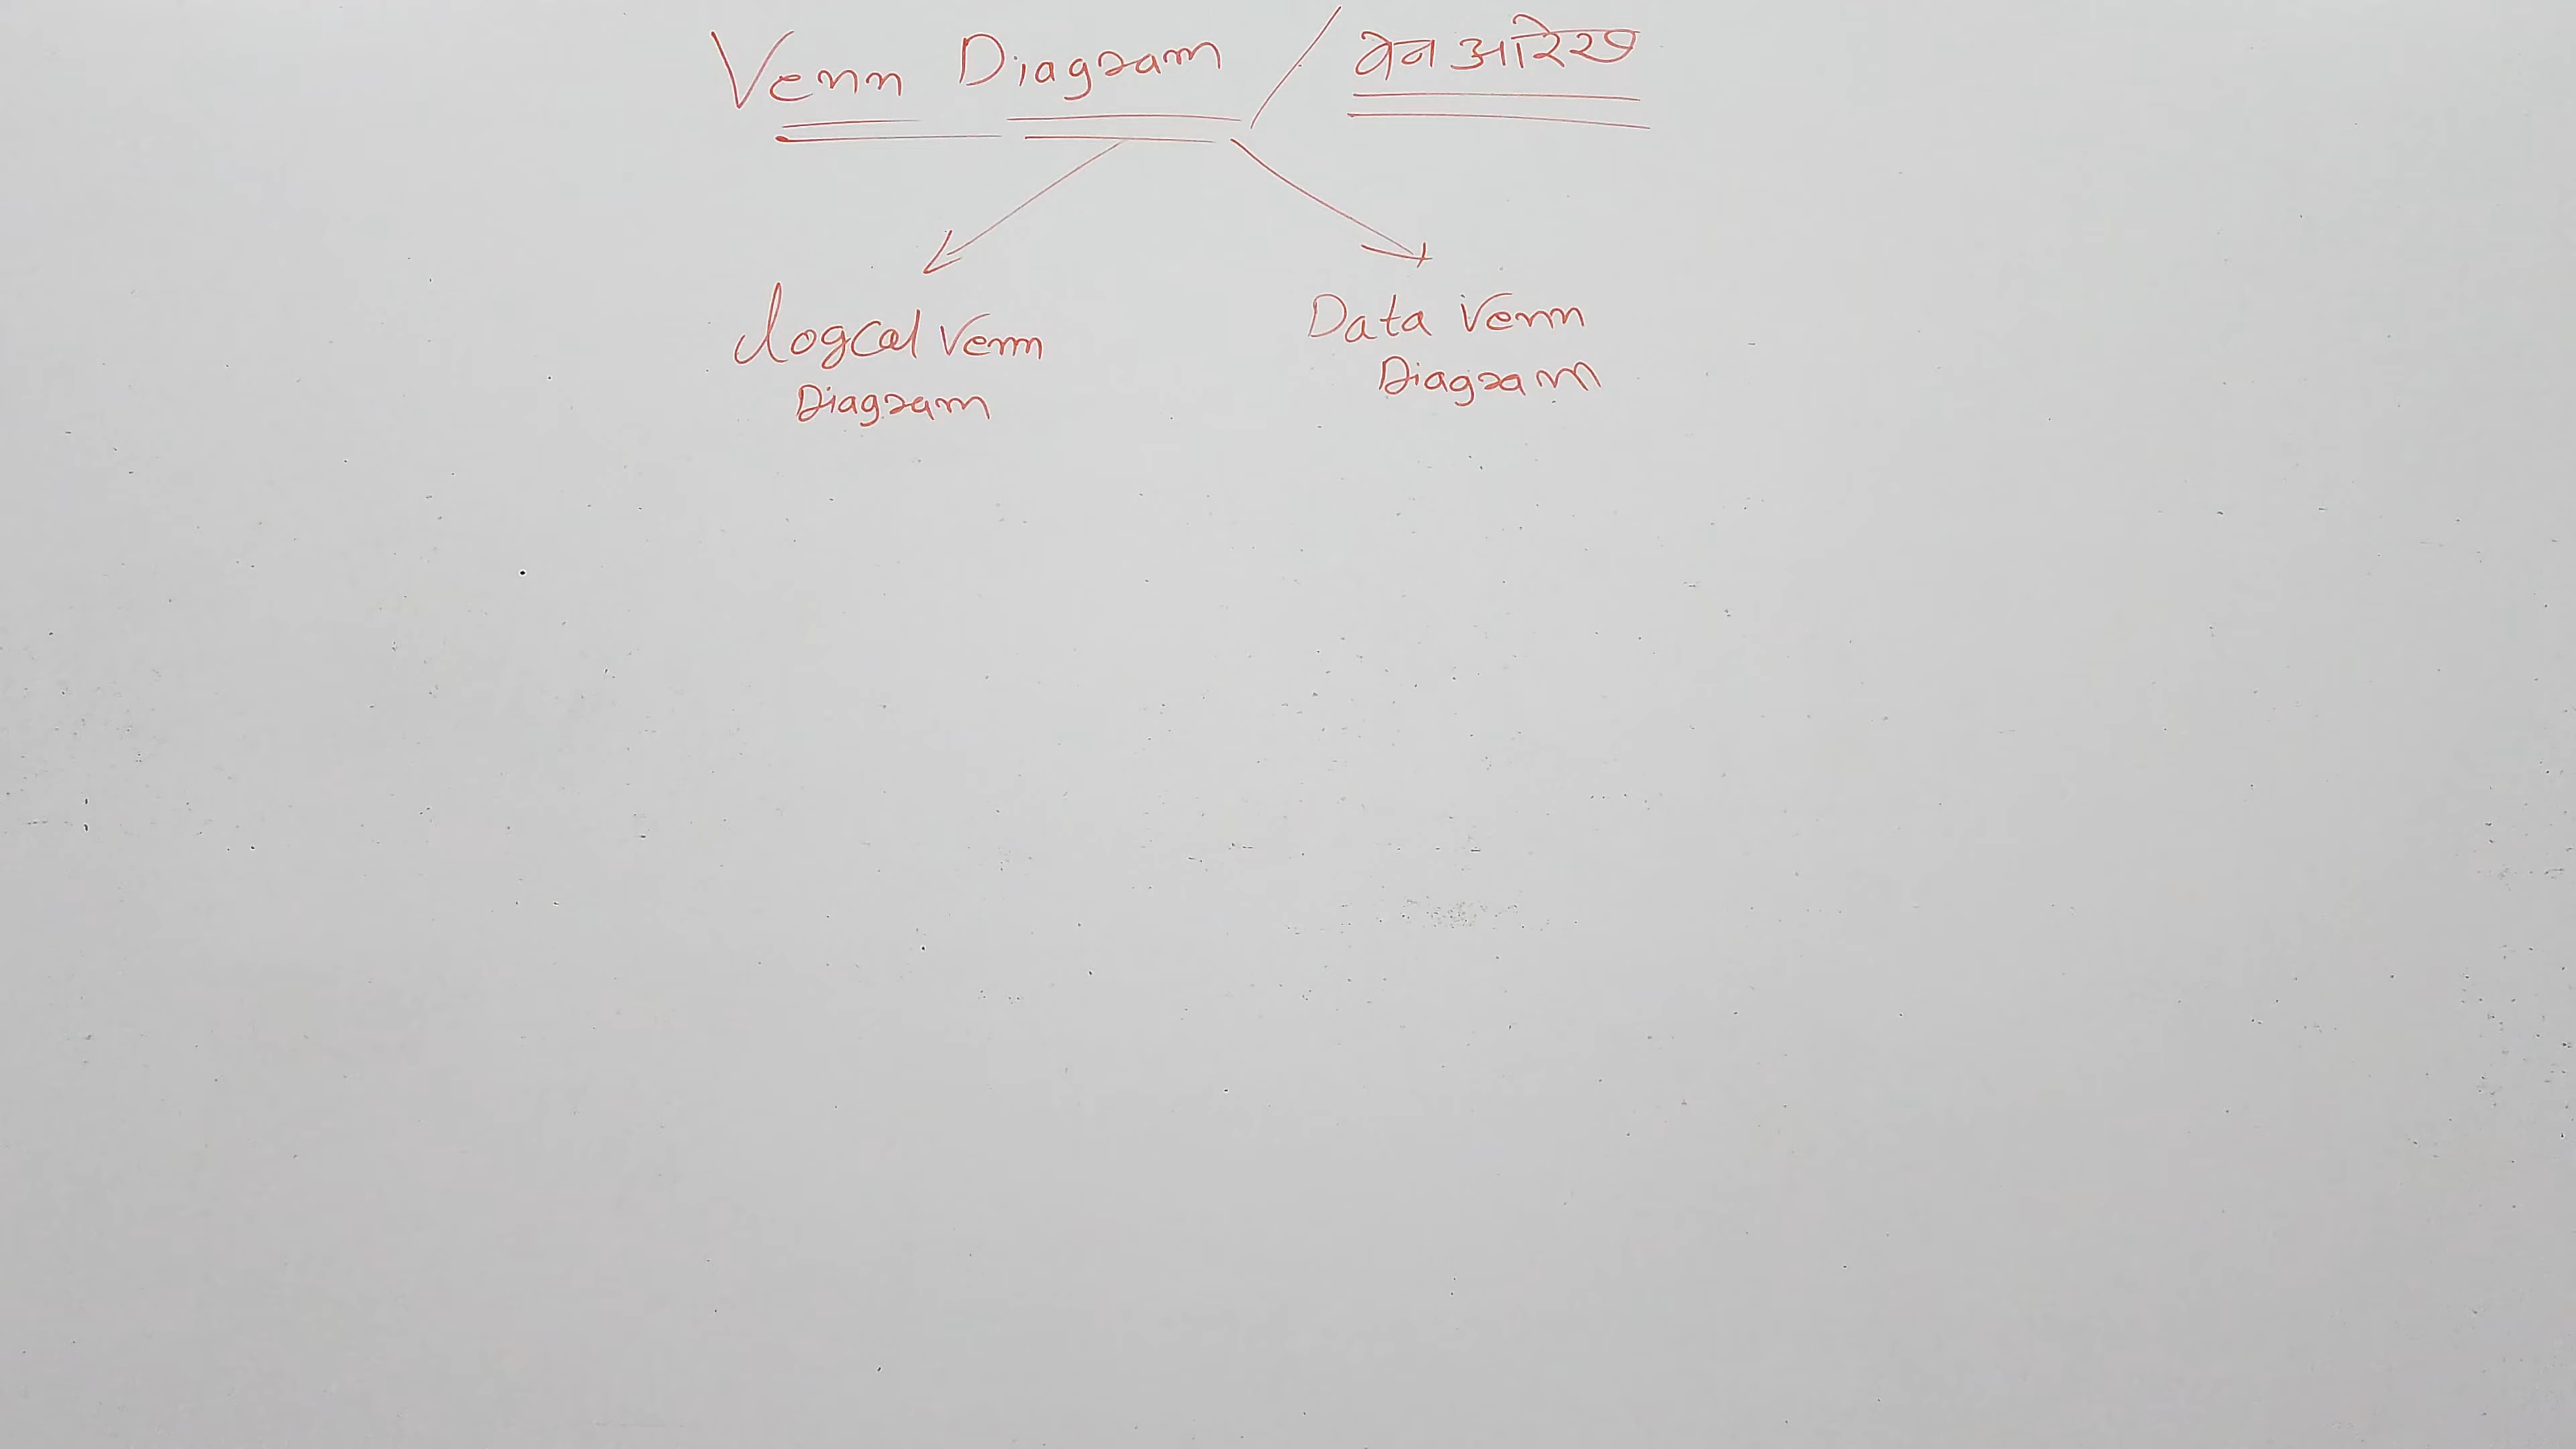 Venn Diagram / वेन आरेख
Logcal Venn
Diagram
Data Venn
Diagram